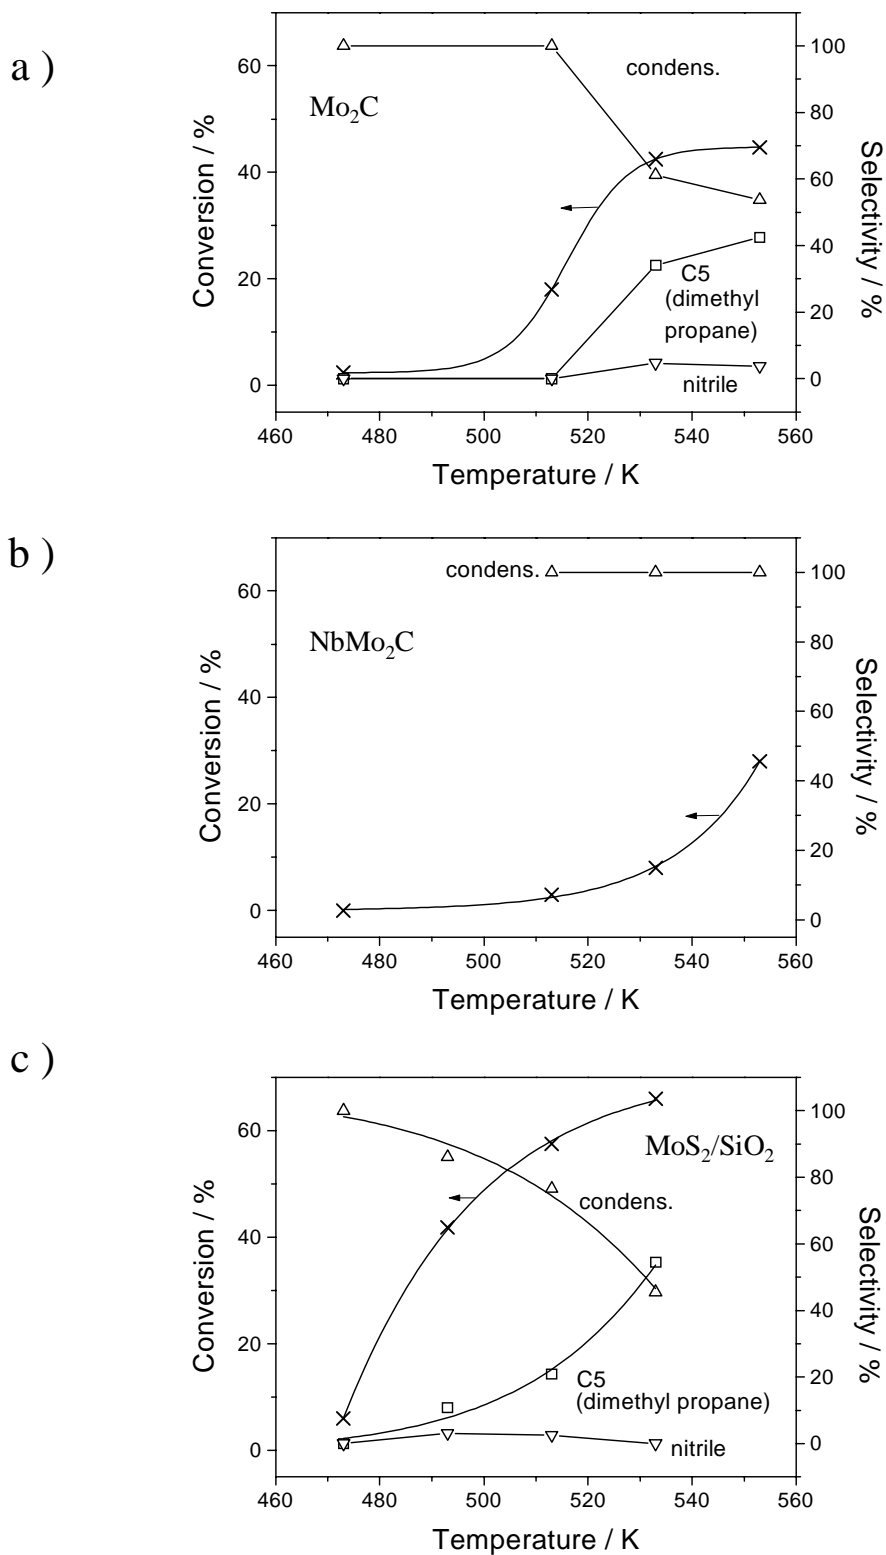 a )
condens.
Mo₂C
C5
(dimethyl
propane)
nitrile
0
20
40
60
Conversion / %
0
20
40
60
80
100
Selectivity / %
460 480 500 520 540 560
Temperature / K
b )
condens.
NbMo₂C
0
20
40
60
Conversion / %
0
20
40
60
80
100
Selectivity / %
460 480 500 520 540 560
Temperature / K
c )
MoS₂/SiO₂
condens.
C5
(dimethyl propane)
nitrile
0
20
40
60
Conversion / %
0
20
40
60
80
100
Selectivity / %
460 480 500 520 540 560
Temperature / K